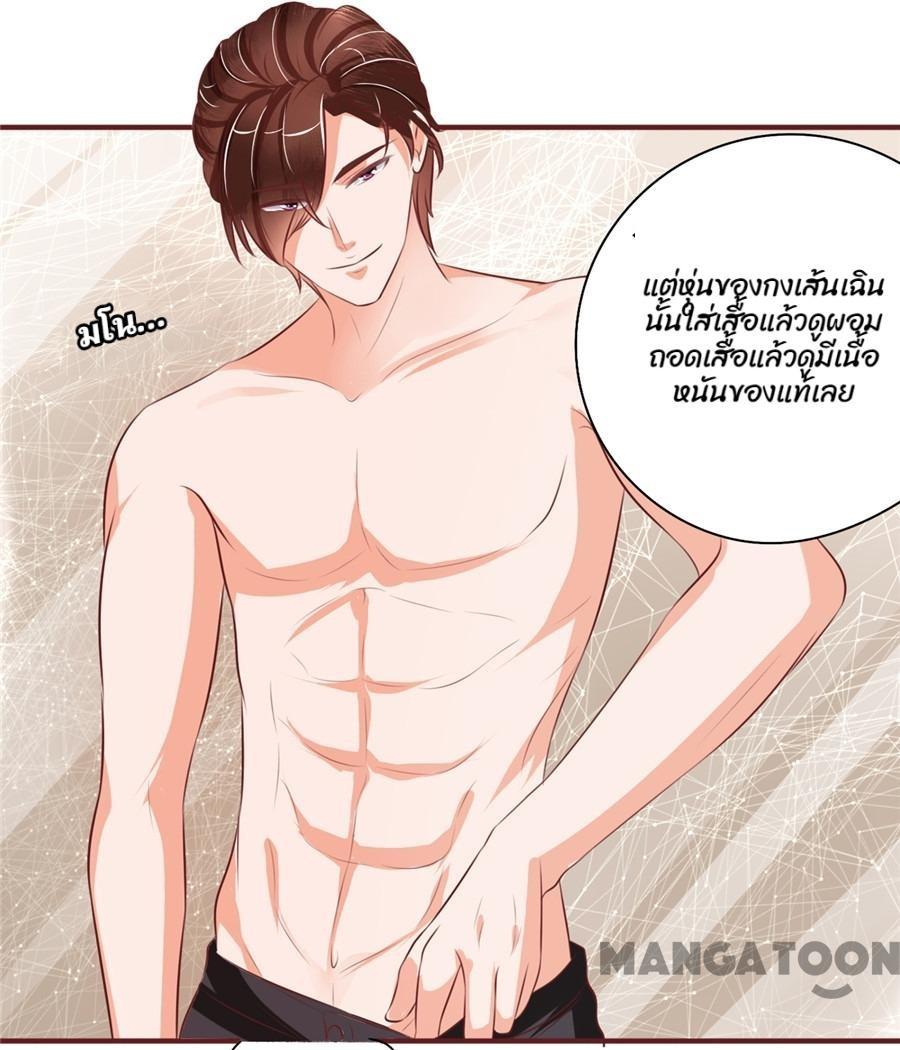 มโน...
แต่หุ่นของกงเส้นเฉิน
นั้นใส่เสื้อแล้วดูผอม
ถอดเสื้อแล้วดูมีเนื้อ
หนันของแท้เลย
MANGATOON